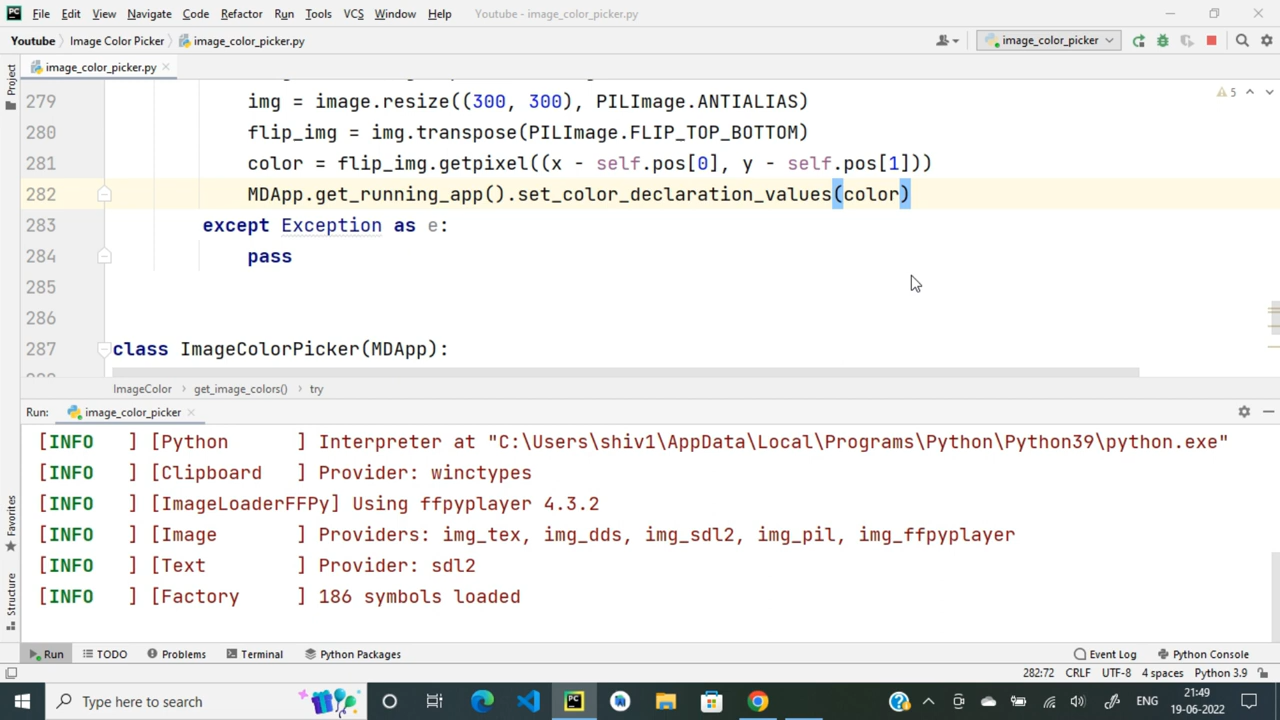 PC File Edit View Navigate Code Refactor Run Tools VCS Window Help Youtube - image_color_picker.py
Youtube Image Color Picker image_color_picker.py image_color_picker
image_color_picker.py
Project
279 img = image.resize((300, 300), PILImage.ANTIALIAS) 5
280 flip_img = img.transpose(PILImage.FLIP_TOP_BOTTOM)
281 color = flip_img.getpixel((x - self.pos[0], y - self.pos[1]))
282 MDApp.get_running_app().set_color_declaration_values(color)
283 except Exception as e:
284 pass
285
286
287 class ImageColorPicker(MDApp):
ImageColor get_image_colors() try
Run: image_color_picker
[INFO ] [Python ] Interpreter at "C:\Users\shiv1\AppData\Local\Programs\Python\Python39\python.exe"
[INFO ] [Clipboard ] Provider: winctypes
[INFO ] [ImageLoaderFFPy] Using ffpyplayer 4.3.2
[INFO ] [Image ] Providers: img_tex, img_dds, img_sdl2, img_pil, img_ffpyplayer
[INFO ] [Text ] Provider: sdl2
[INFO ] [Factory ] 186 symbols loaded
Favorites
Structure
Run TODO Problems Terminal Python Packages Event Log Python Console
282:72 CRLF UTF-8 4 spaces Python 3.9
Type here to search PC ENG 21:49
19-06-2022